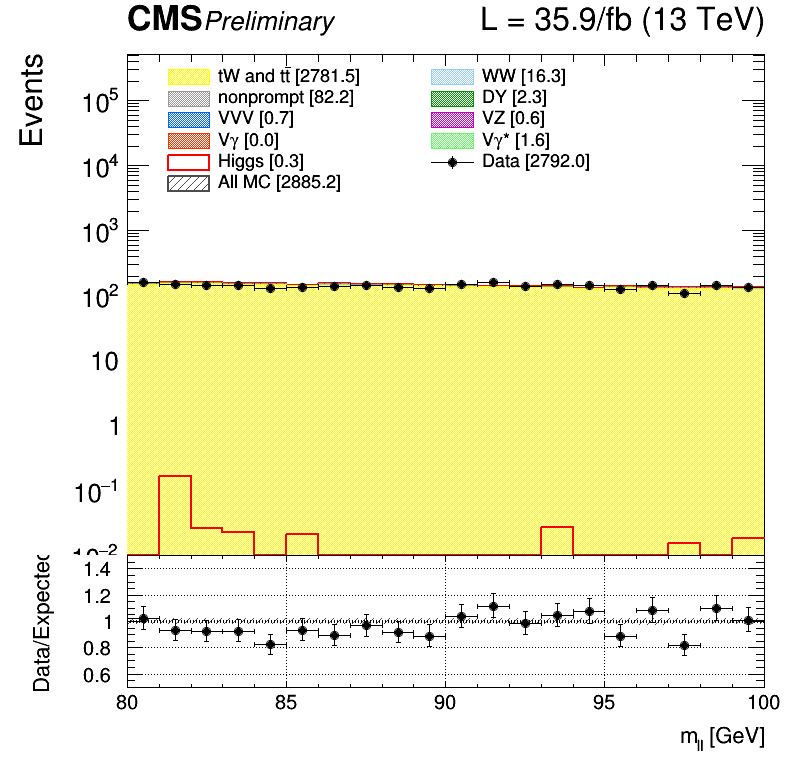 CMS Preliminary L = 35.9/fb (13 TeV)
Events
tW and tt̄ [2781.5] WW [16.3]
nonprompt [82.2] DY [2.3]
VVV [0.7] VZ [0.6]
Vγ [0.0] Vγ* [1.6]
Higgs [0.3] Data [2792.0]
All MC [2885.2]
10⁵
10⁴
10³
10²
10
1
10⁻¹
10⁻²
Data/Expected
1.4
1.2
1
0.8
0.6
80 85 90 95 100
m_ll [GeV]